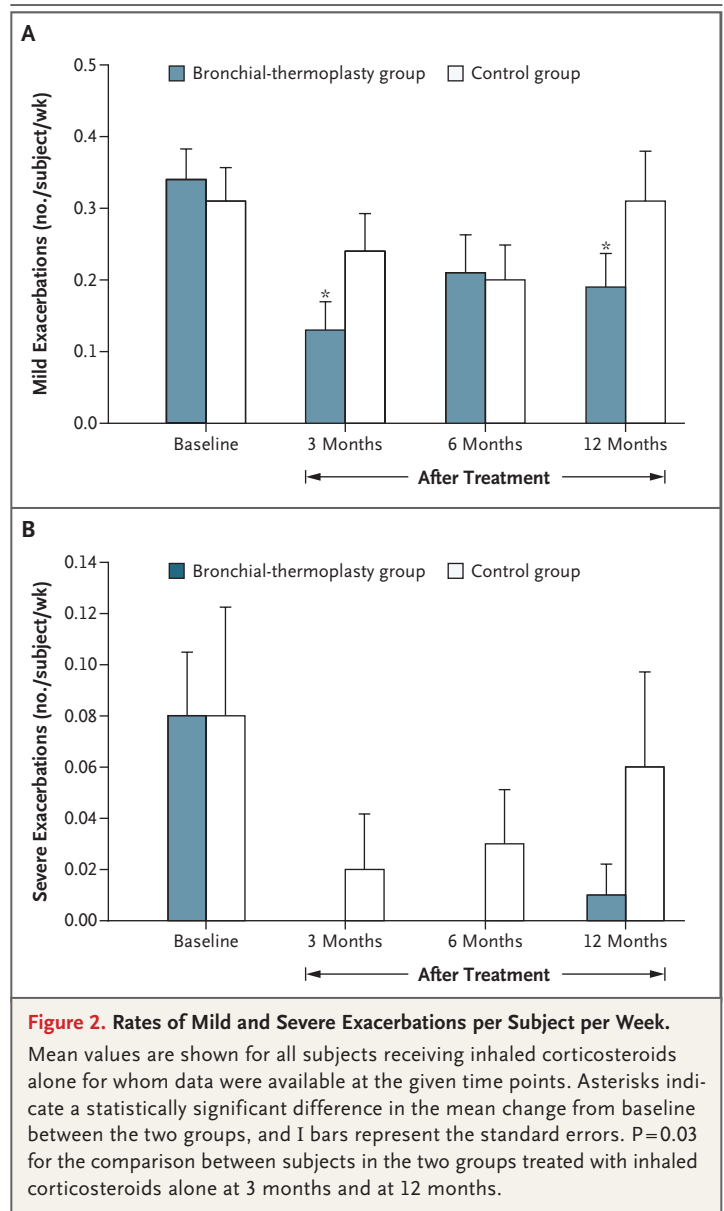 A
Bronchial-thermoplasty group
Control group
Mild Exacerbations (no./subject/wk)
0.5
0.4
0.3
0.2
0.1
0.0
*
*
Baseline
3 Months
6 Months
12 Months
After Treatment
B
Bronchial-thermoplasty group
Control group
Severe Exacerbations (no./subject/wk)
0.14
0.12
0.10
0.08
0.06
0.04
0.02
0.00
Baseline
3 Months
6 Months
12 Months
After Treatment
Figure 2. Rates of Mild and Severe Exacerbations per Subject per Week.
Mean values are shown for all subjects receiving inhaled corticosteroids
alone for whom data were available at the given time points. Asterisks indi-
cate a statistically significant difference in the mean change from baseline
between the two groups, and I bars represent the standard errors. P=0.03
for the comparison between subjects in the two groups treated with inhaled
corticosteroids alone at 3 months and at 12 months.